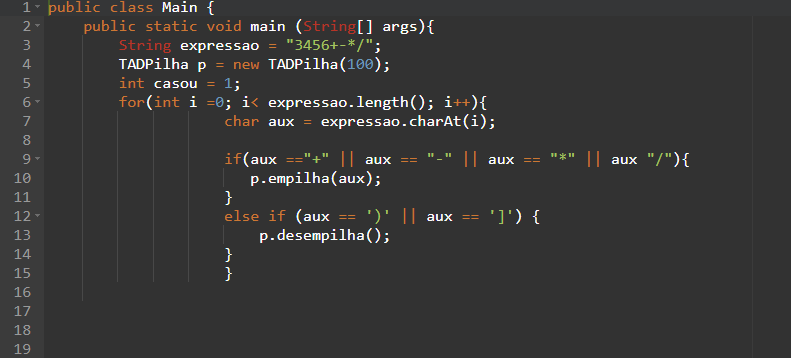 1 public class Main {
2 public static void main (String[] args){
3 String expressao = "3456+-*/";
4 TADPilha p = new TADPilha(100);
5 int casou = 1;
6 for(int i =0; i< expressao.length(); i++){
7 char aux = expressao.charAt(i);
8
9 if(aux =="+" || aux == "-" || aux == "*" || aux "/"){
10 p.empilha(aux);
11 }
12 else if (aux == ')' || aux == ']') {
13 p.desempilha();
14 }
15 }
16
17
18
19